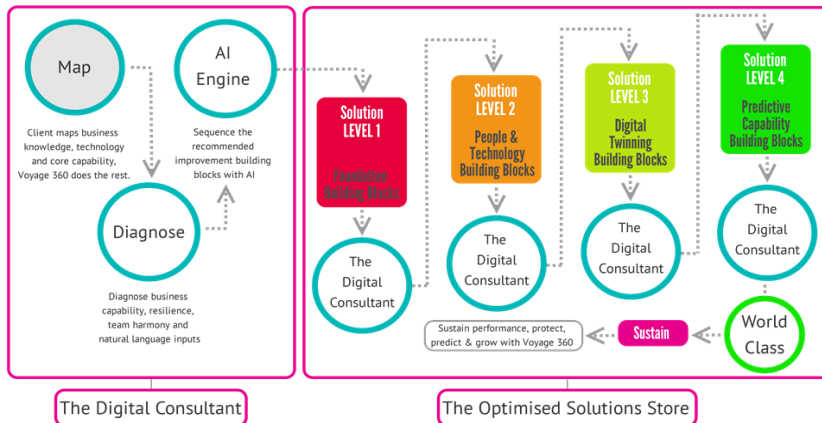 Map
Client maps business
knowledge, technology
and core capability,
Voyage 360 does the rest.
Diagnose
Diagnose business
capability, resilience,
team harmony and
natural language inputs
AI
Engine
Sequence the
recommended
improvement building
blocks with AI
Solution
LEVEL 1
Foundation
Building Blocks
The
Digital
Consultant
Solution
LEVEL 2
People &
Technology
Building Blocks
The
Digital
Consultant
Solution
LEVEL 3
Digital
Twinning
Building Blocks
The
Digital
Consultant
Solution
LEVEL 4
Predictive
Capability
Building Blocks
The
Digital
Consultant
World
Class
Sustain
Sustain performance, protect,
predict & grow with Voyage 360
The Digital Consultant
The Optimised Solutions Store